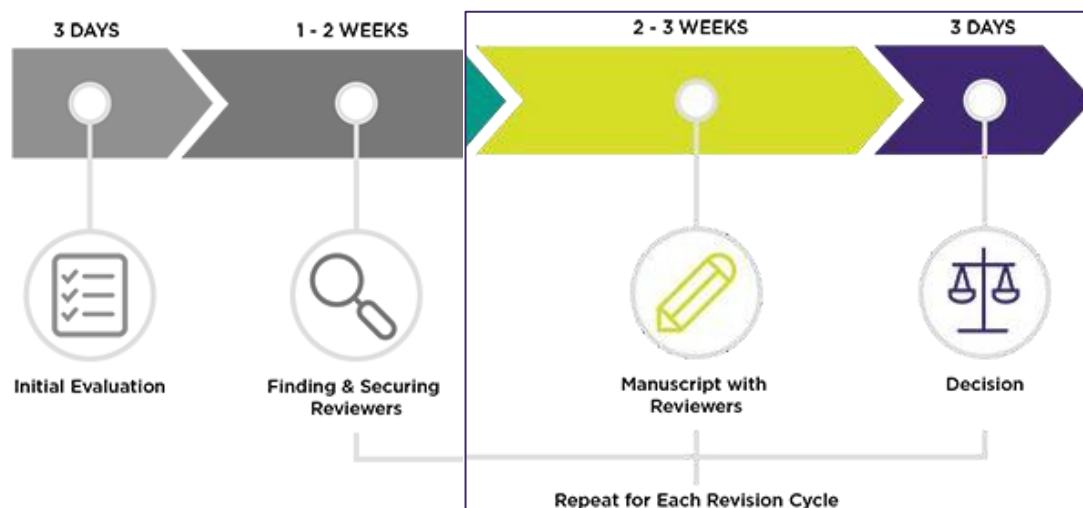 3 DAYS
1 - 2 WEEKS
2 - 3 WEEKS
3 DAYS
Initial Evaluation
Finding & Securing
Reviewers
Manuscript with
Reviewers
Decision
Repeat for Each Revision Cycle